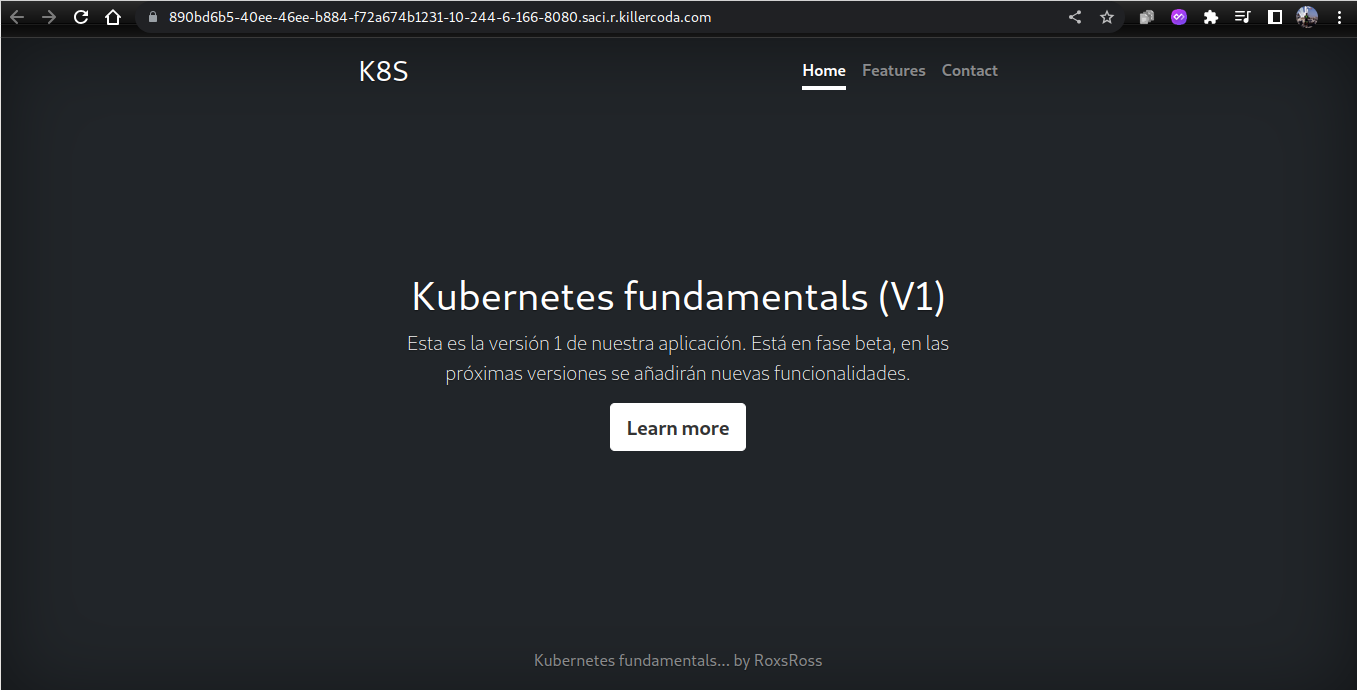 890bd6b5-40ee-46ee-b884-f72a674b1231-10-244-6-166-8080.saci.r.killercoda.com
K8S
Home Features Contact
Kubernetes fundamentals (V1)
Esta es la versión 1 de nuestra aplicación. Está en fase beta, en las
próximas versiones se añadirán nuevas funcionalidades.
Learn more
Kubernetes fundamentals... by RoxsRoss